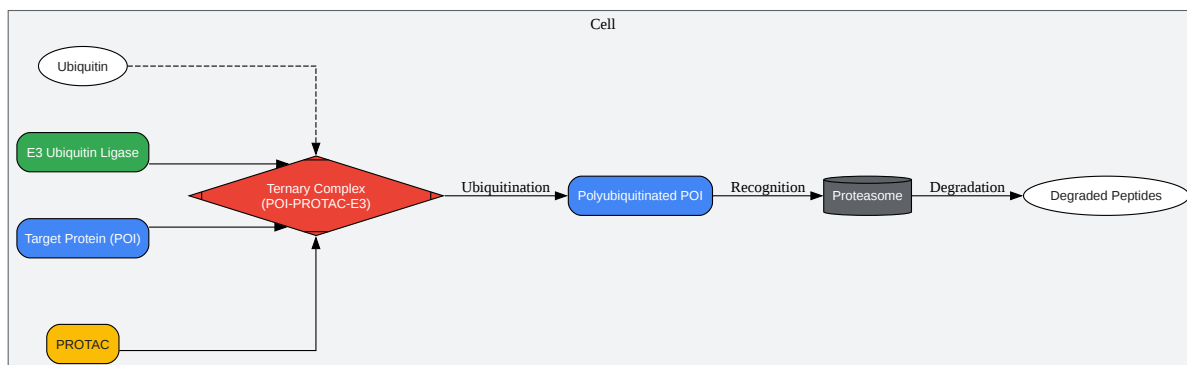 Cell
Ubiquitin
E3 Ubiquitin Ligase
Target Protein (POI)
PROTAC
Ternary Complex
(POI-PROTAC-E3)
Ubiquitination
Polyubiquitinated POI
Recognition
Proteasome
Degradation
Degraded Peptides